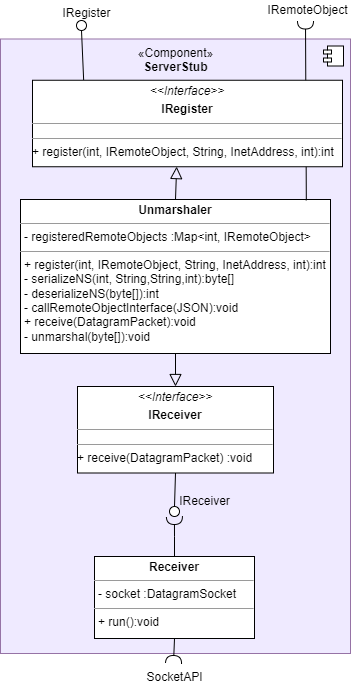 IRegister
IRemoteObject
«Component»
ServerStub
<<Interface>>
IRegister
+ register(int, IRemoteObject, String, InetAddress, int):int
Unmarshaler
- registeredRemoteObjects :Map<int, IRemoteObject>
+ register(int, IRemoteObject, String, InetAddress, int):int
- serializeNS(int, String,String,int):byte[]
- deserializeNS(byte[]):int
- callRemoteObjectInterface(JSON):void
+ receive(DatagramPacket):void
- unmarshal(byte[]):void
<<Interface>>
IReceiver
+ receive(DatagramPacket) :void
IReceiver
Receiver
- socket :DatagramSocket
+ run():void
SocketAPI